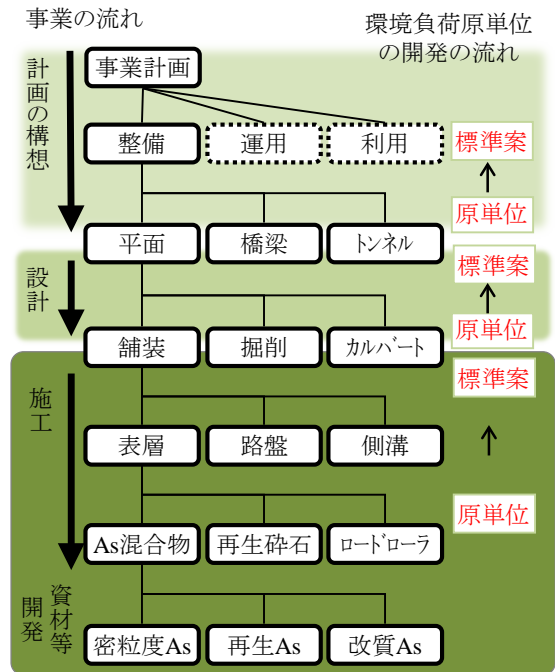 事業の流れ
環境負荷原単位
の開発の流れ
計画の構想
事業計画
整備
運用
利用
標準案
原単位
平面
橋梁
トンネル
標準案
設計
原単位
舗装
掘削
カルバート
標準案
施工
表層
路盤
側溝
原単位
As混合物
再生砕石
ロードローラ
資材等
開発
密粒度As
再生As
改質As